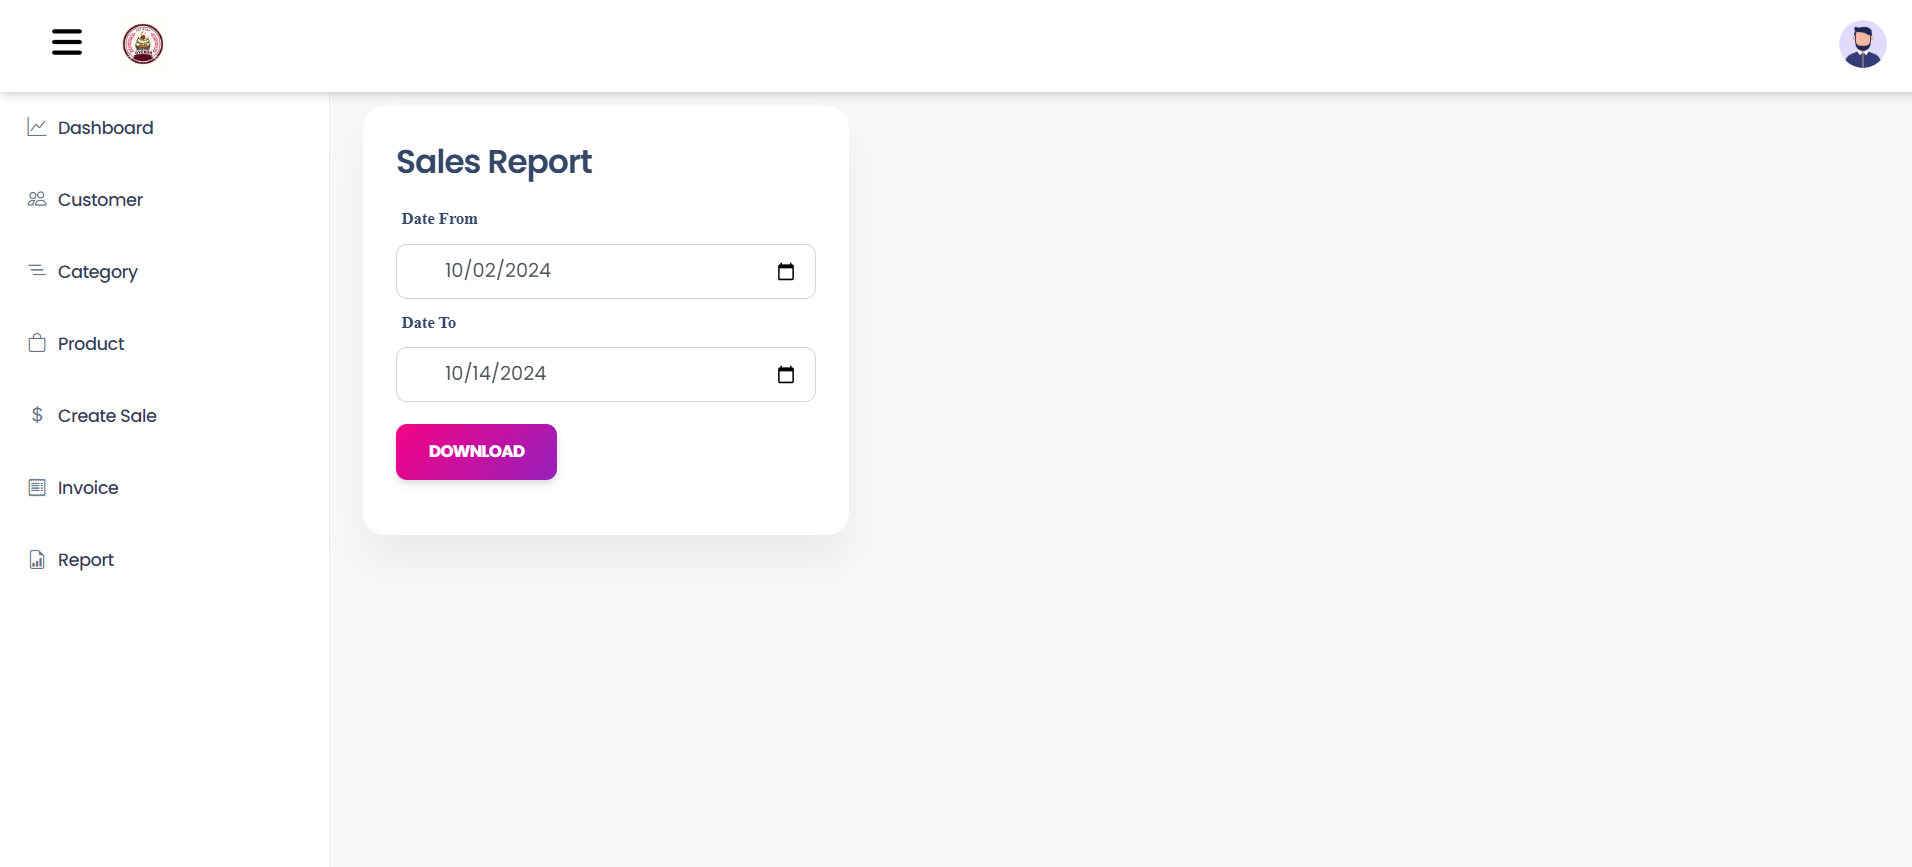 Dashboard
Customer
Category
Product
Create Sale
Invoice
Report
Sales Report
Date From
10/02/2024
Date To
10/14/2024
DOWNLOAD